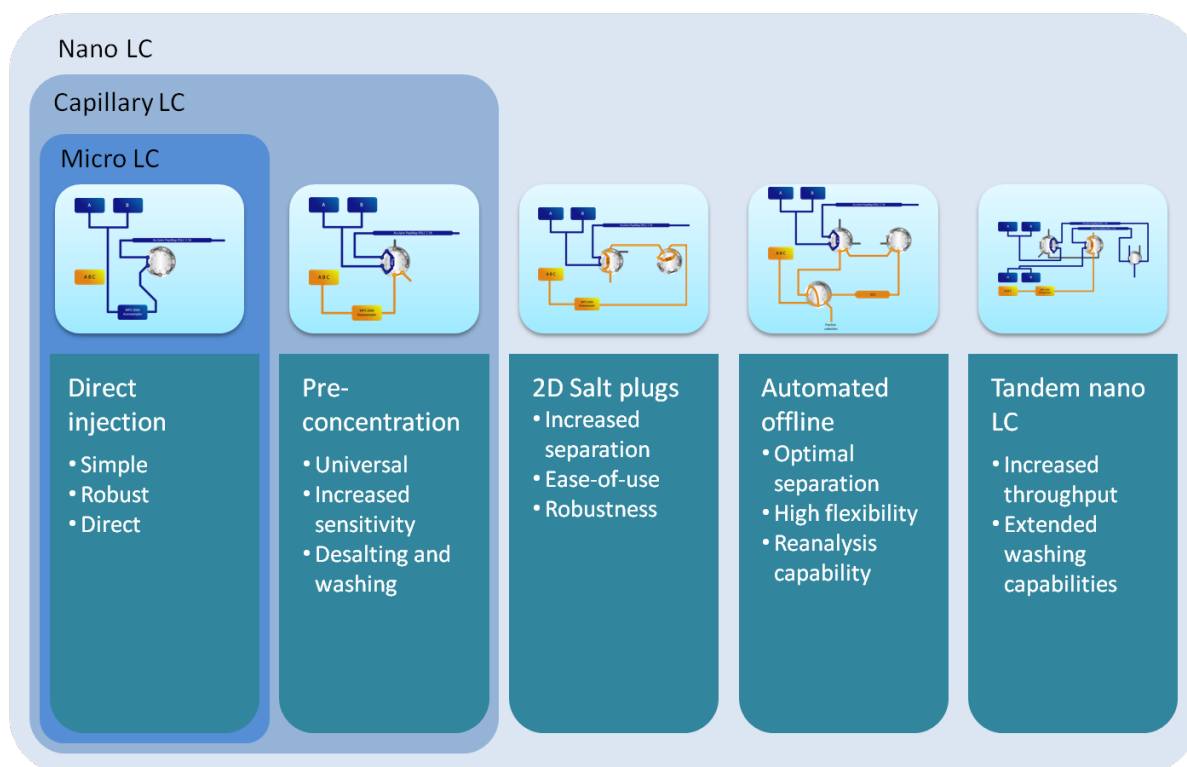 Nano LC
Capillary LC
Micro LC
A
B
A B C
A
B
A B C
A
B
A B C
A
B
A B C
Direct
injection
• Simple
• Robust
• Direct
Pre-
concentration
• Universal
• Increased
sensitivity
• Desalting and
washing
2D Salt plugs
• Increased
separation
• Ease-of-use
• Robustness
Automated
offline
• Optimal
separation
• High flexibility
• Reanalysis
capability
Tandem nano
LC
• Increased
throughput
• Extended
washing
capabilities